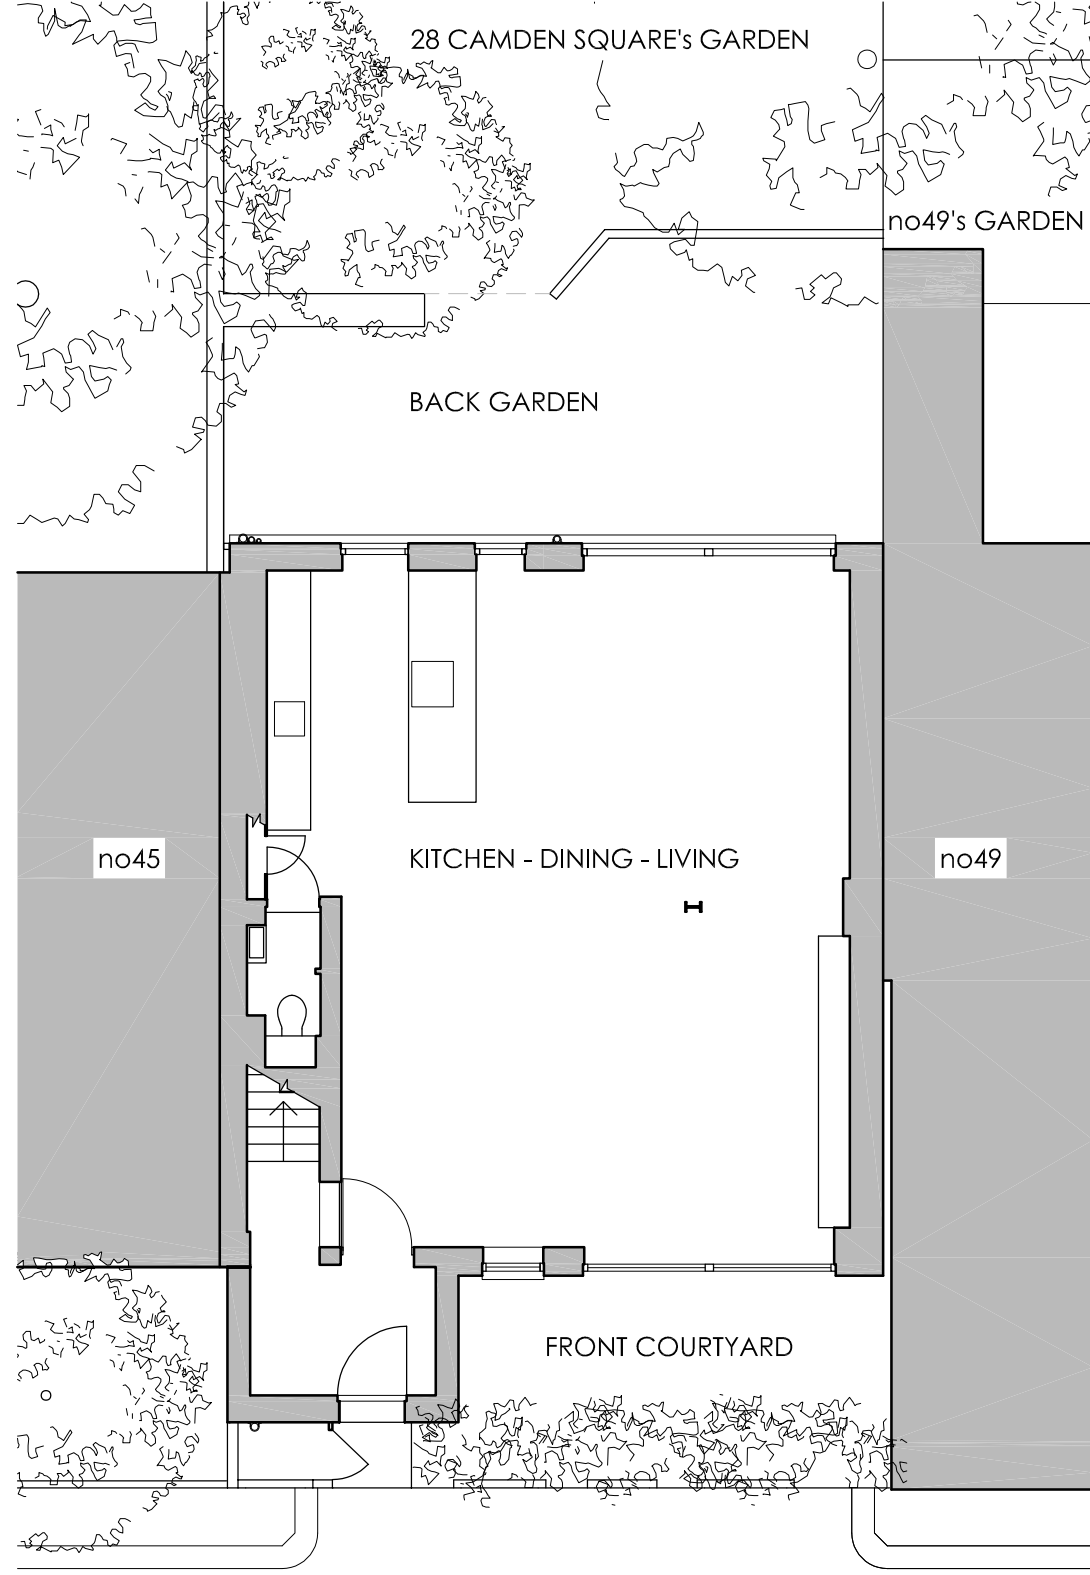 28 CAMDEN SQUARE's GARDEN
no49's GARDEN
BACK GARDEN
no45
KITCHEN - DINING - LIVING
no49
FRONT COURTYARD